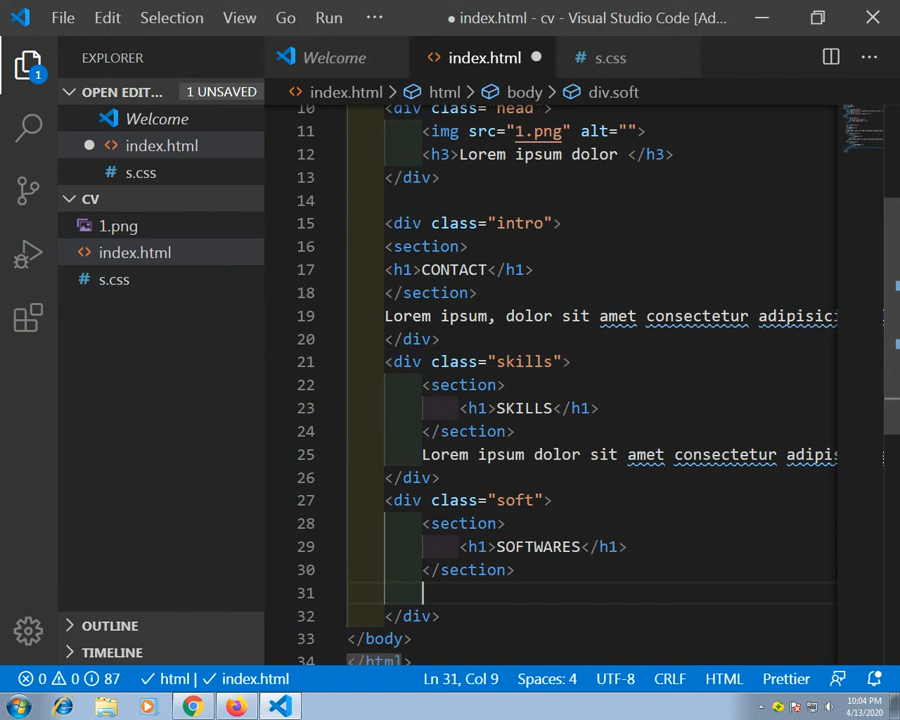 File Edit Selection View Go Run ··· ● index.html - cv - Visual Studio Code [Ad...
EXPLORER
Welcome
<> index.html ●
# s.css
OPEN EDIT... 1 UNSAVED
Welcome
● <> index.html
# s.css
CV
1.png
<> index.html
# s.css
OUTLINE
TIMELINE
1
<> index.html > html > body > div.soft
10 <div class="head">
11 <img src="1.png" alt="">
12 <h3>Lorem ipsum dolor </h3>
13 </div>
14
15 <div class="intro">
16 <section>
17 <h1>CONTACT</h1>
18 </section>
19 Lorem ipsum, dolor sit amet consectetur adipisici
20 </div>
21 <div class="skills">
22 <section>
23 <h1>SKILLS</h1>
24 </section>
25 Lorem ipsum dolor sit amet consectetur adipis
26 </div>
27 <div class="soft">
28 <section>
29 <h1>SOFTWARES</h1>
30 </section>
31
32 </div>
33 </body>
34 </html>
0 0 87 ✓ html | ✓ index.html Ln 31, Col 9 Spaces: 4 UTF-8 CRLF HTML Prettier
10:04 PM
4/13/2020